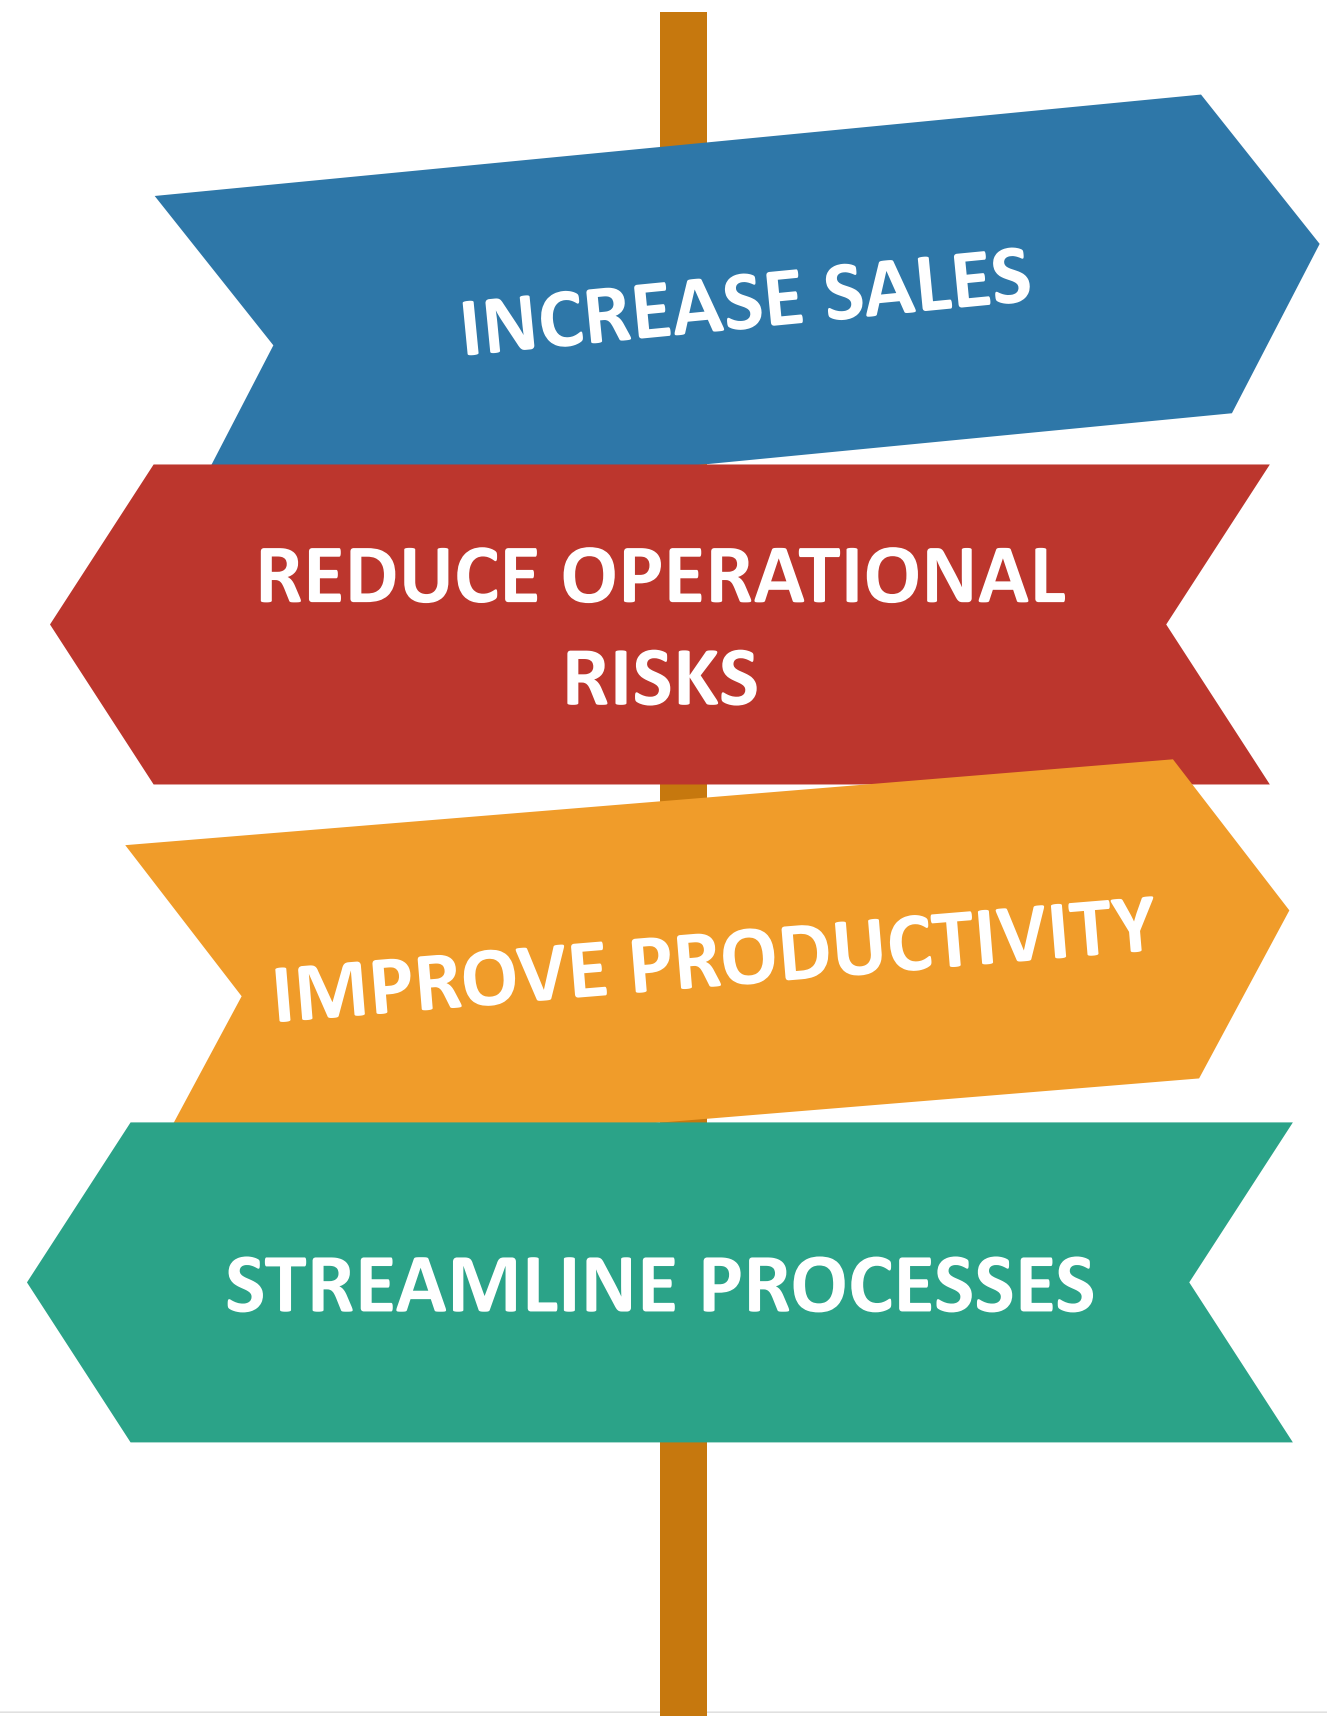 INCREASE SALES
REDUCE OPERATIONAL
RISKS
IMPROVE PRODUCTIVITY
STREAMLINE PROCESSES